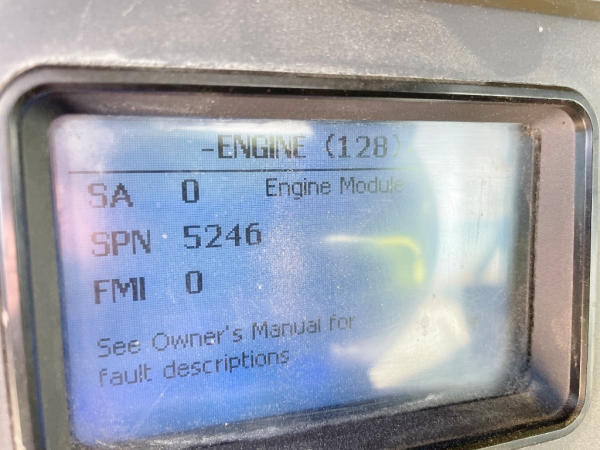 -ENGINE (128)
SA 0 Engine Module
SPN 5246
FMI 0
See Owner's Manual for
fault descriptions